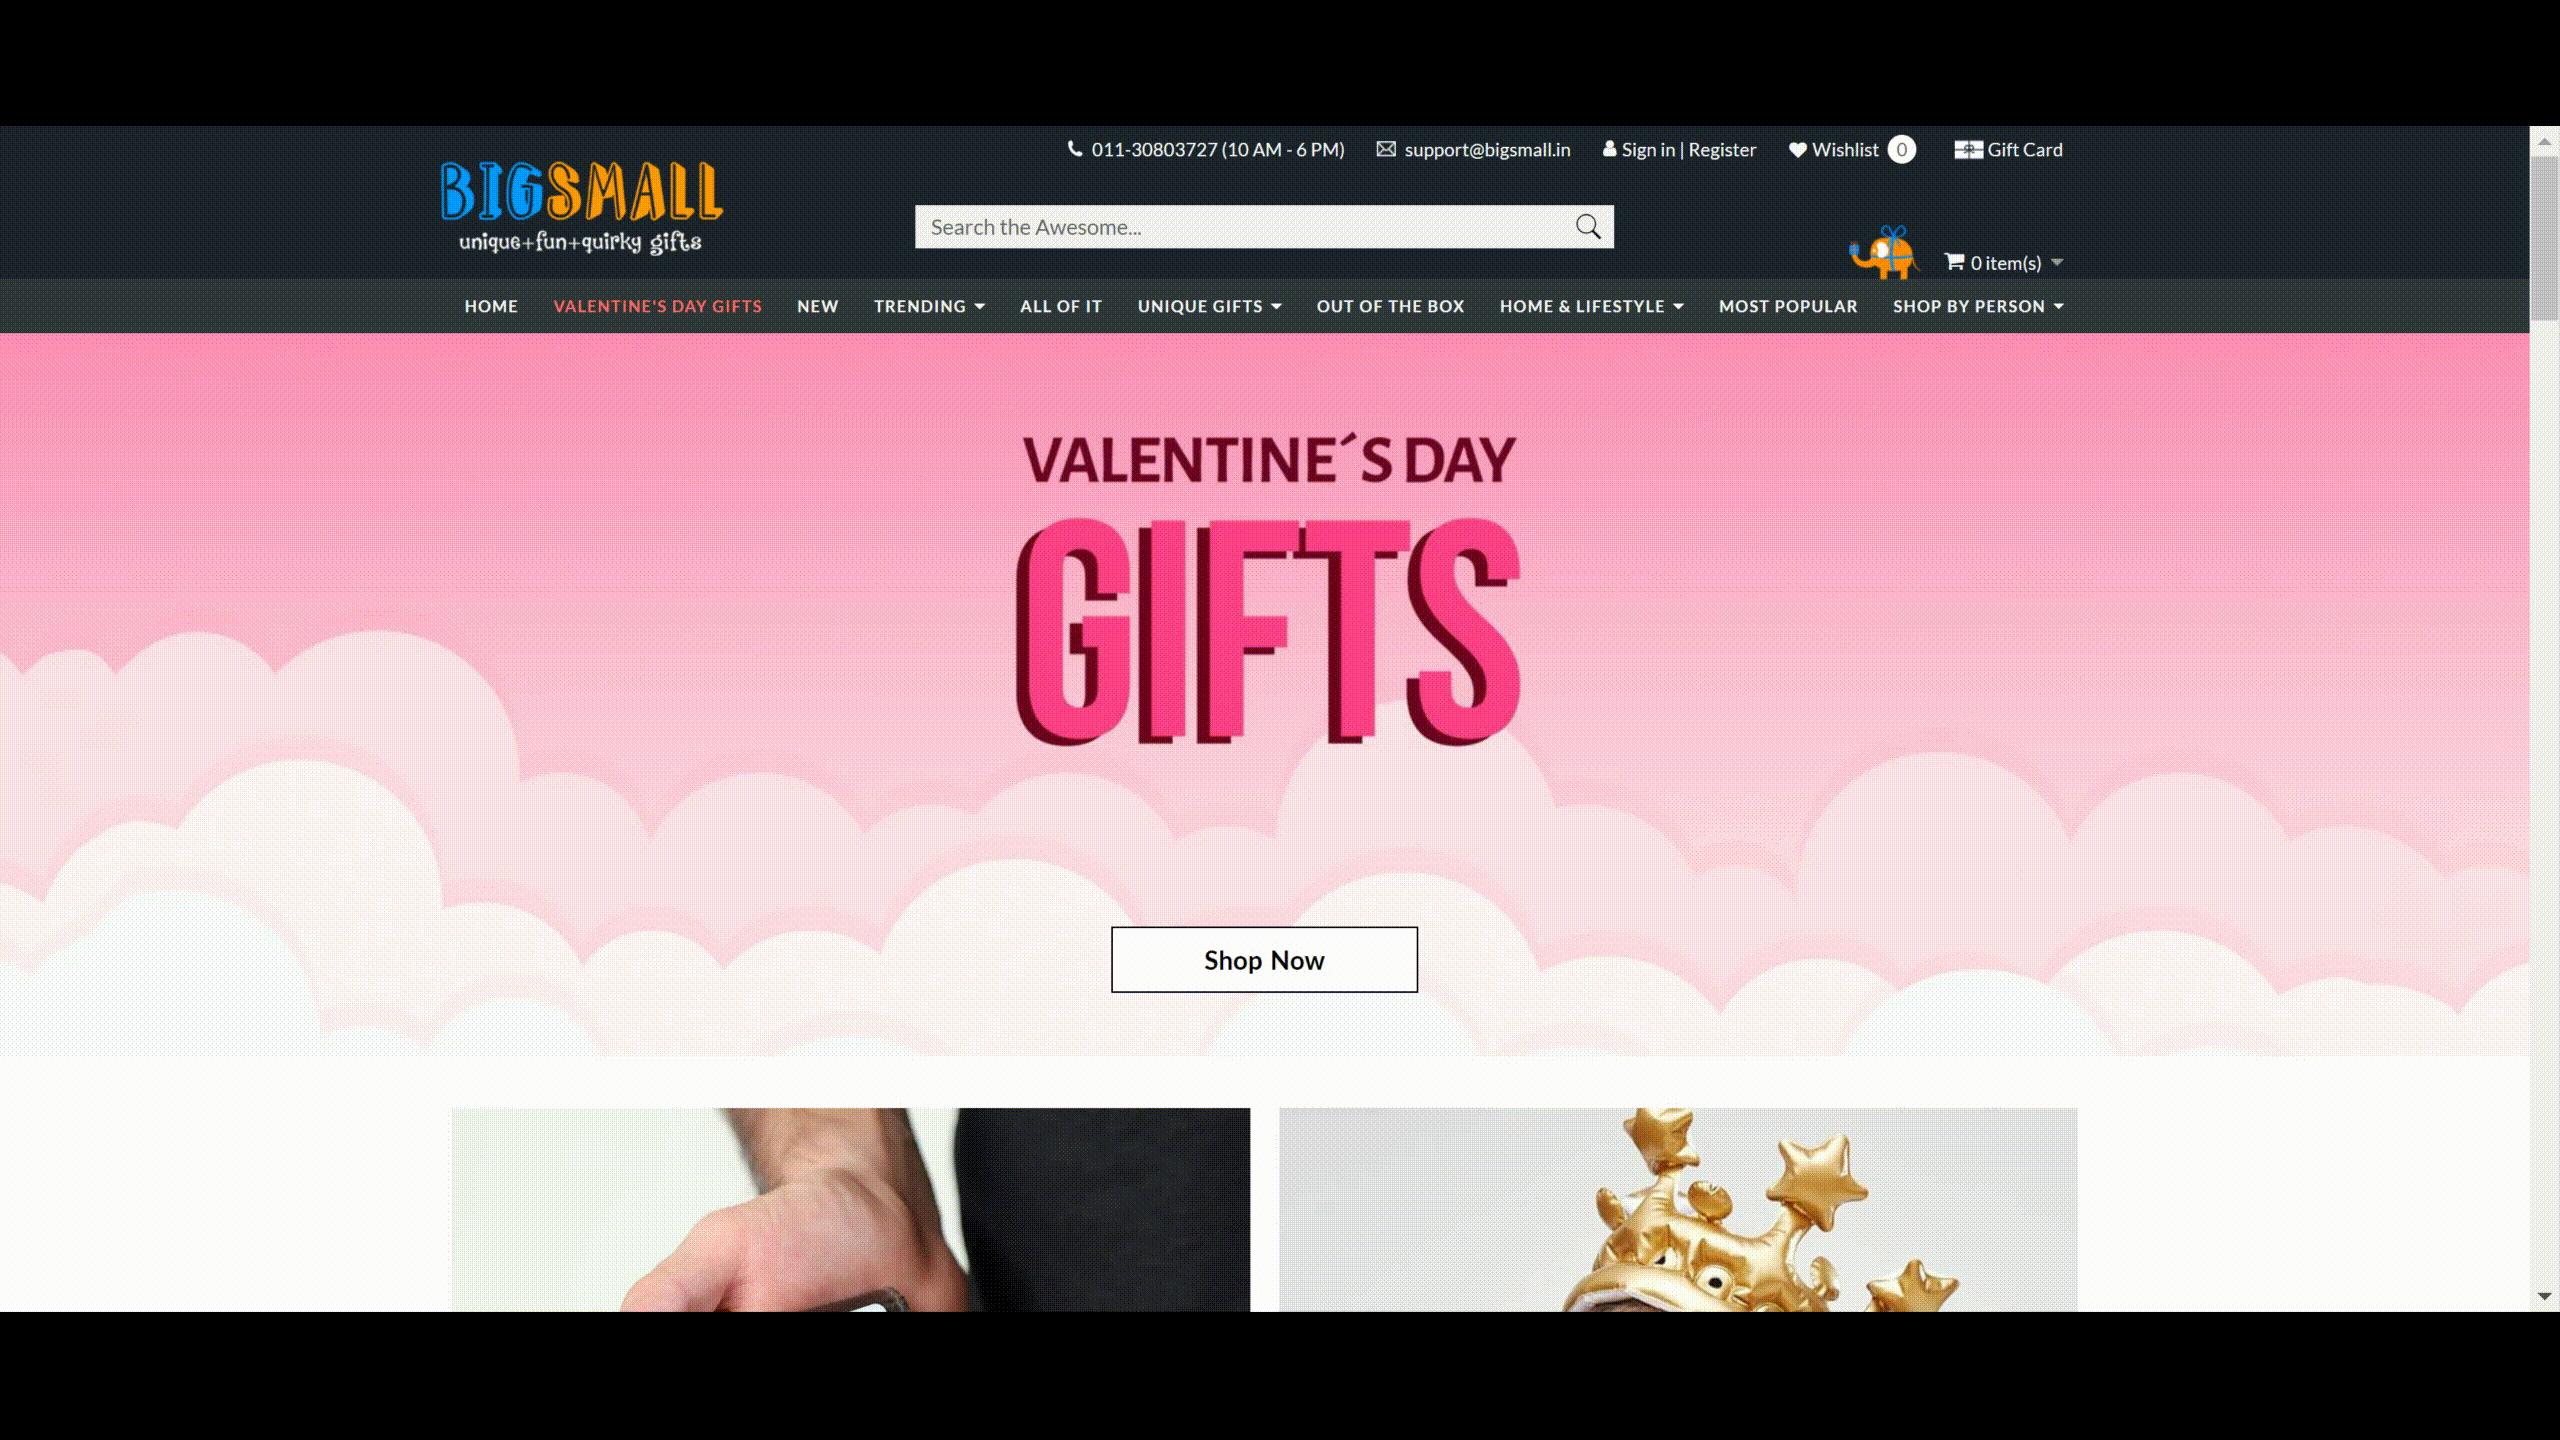 011-30803727 (10 AM - 6 PM) support@bigsmall.in Sign in | Register Wishlist 0 Gift Card
BIGSMALL
unique+fun+quirky gifts
Search the Awesome...
0 item(s)
HOME VALENTINE'S DAY GIFTS NEW TRENDING ALL OF IT UNIQUE GIFTS OUT OF THE BOX HOME & LIFESTYLE MOST POPULAR SHOP BY PERSON
VALENTINE´S DAY
GIFTS
Shop Now